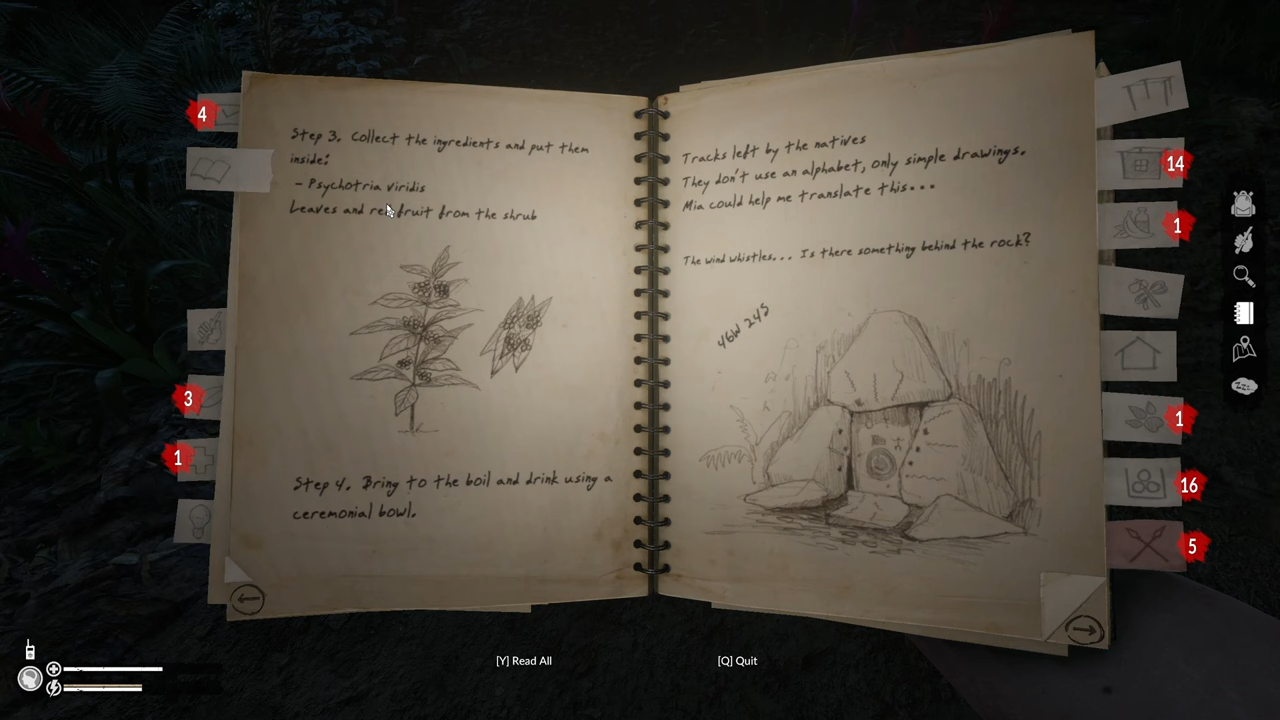 4
3
1
Step 3. Collect the ingredients and put them
inside:
- Psychotria viridis
Leaves and red fruit from the shrub
Step 4. Bring to the boil and drink using a
ceremonial bowl.
Tracks left by the natives
They don't use an alphabet, only simple drawings.
Mia could help me translate this...
The wind whistles... Is there something behind the rock?
46W 24S
14
1
1
16
5
zzz
[Y] Read All
[Q] Quit